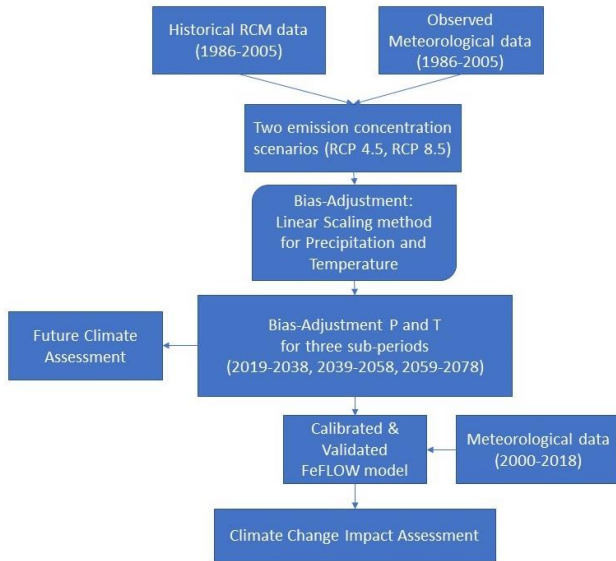 Historical RCM data
(1986-2005)
Observed
Meteorological data
(1986-2005)
Two emission concentration
scenarios (RCP 4.5, RCP 8.5)
Bias-Adjustment:
Linear Scaling method
for Precipitation and
Temperature
Future Climate
Assessment
Bias-Adjustment P and T
for three sub-periods
(2019-2038, 2039-2058, 2059-2078)
Calibrated &
Validated
FeFLOW model
Meteorological data
(2000-2018)
Climate Change Impact Assessment